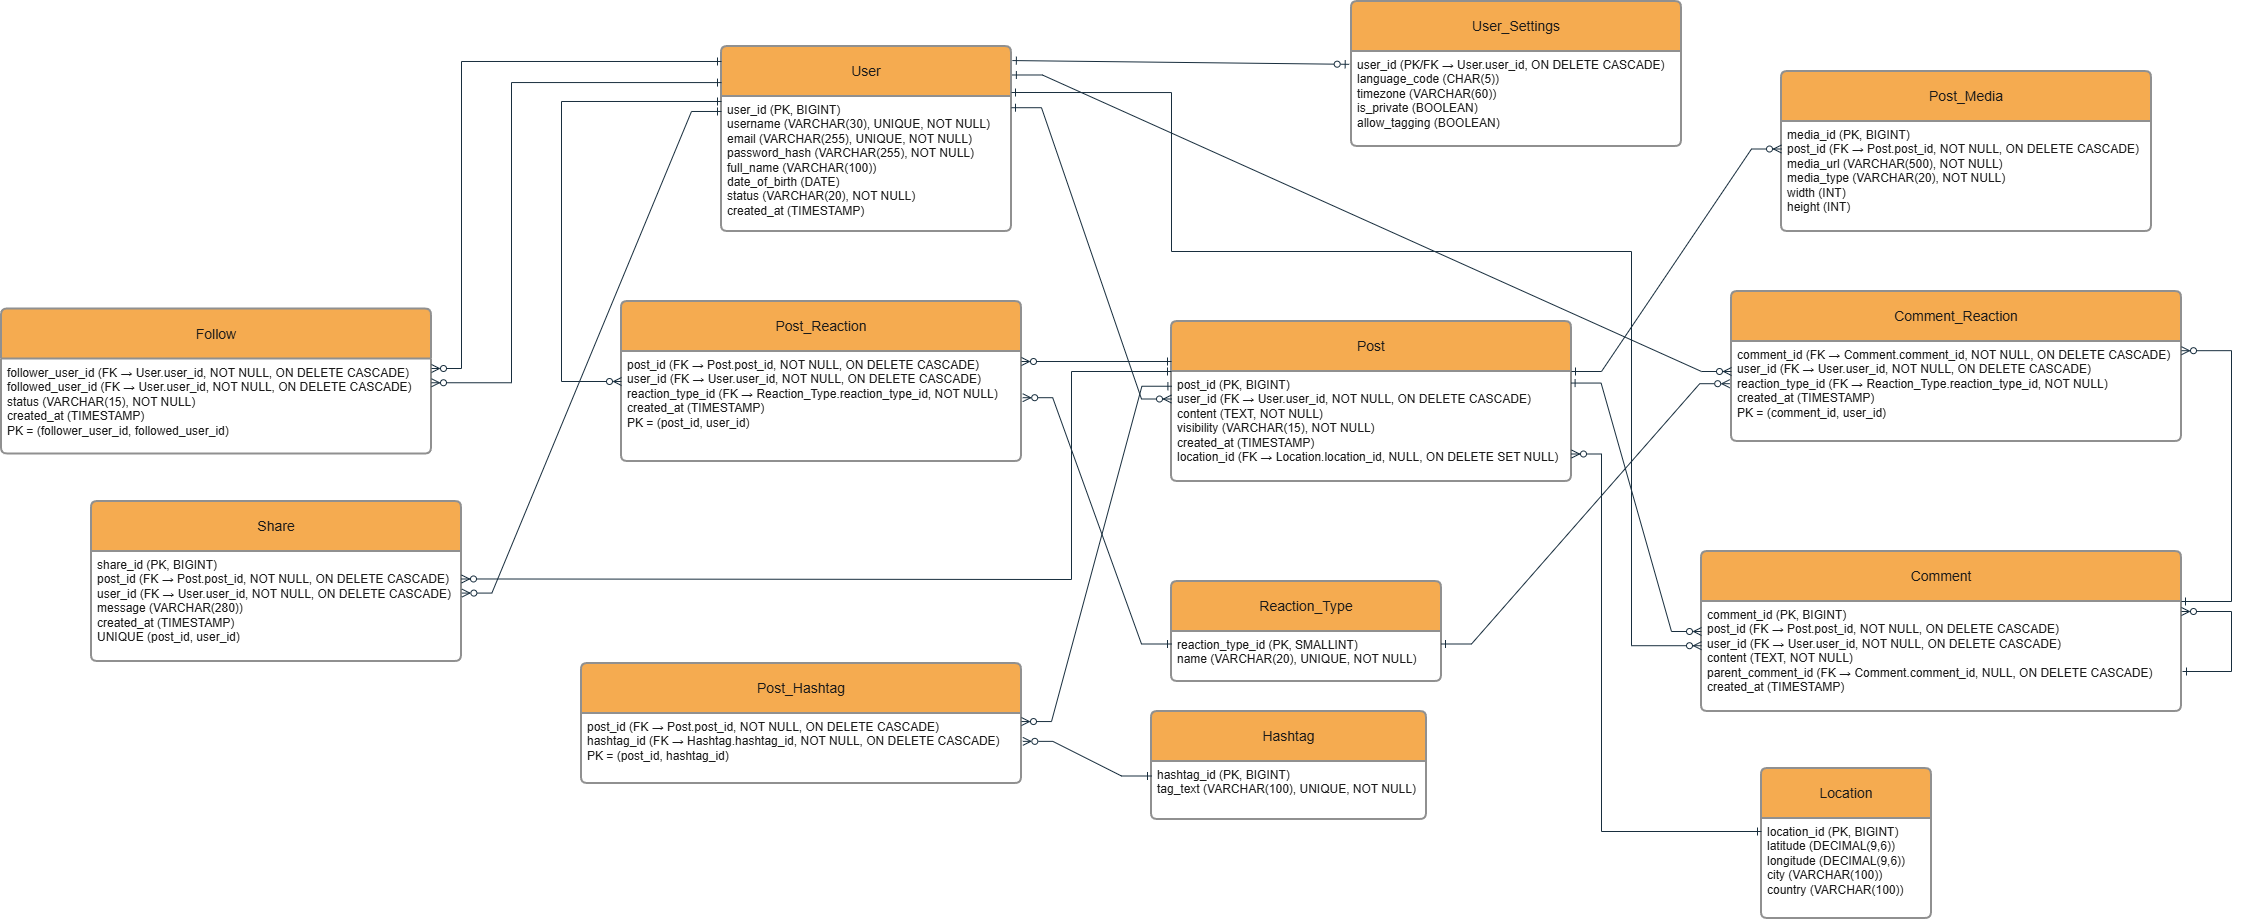 User_Settings
user_id (PK/FK → User.user_id, ON DELETE CASCADE)
language_code (CHAR(5))
timezone (VARCHAR(60))
is_private (BOOLEAN)
allow_tagging (BOOLEAN)
User
user_id (PK, BIGINT)
username (VARCHAR(30), UNIQUE, NOT NULL)
email (VARCHAR(255), UNIQUE, NOT NULL)
password_hash (VARCHAR(255), NOT NULL)
full_name (VARCHAR(100))
date_of_birth (DATE)
status (VARCHAR(20), NOT NULL)
created_at (TIMESTAMP)
Post_Media
media_id (PK, BIGINT)
post_id (FK → Post.post_id, NOT NULL, ON DELETE CASCADE)
media_url (VARCHAR(500), NOT NULL)
media_type (VARCHAR(20), NOT NULL)
width (INT)
height (INT)
Follow
follower_user_id (FK → User.user_id, NOT NULL, ON DELETE CASCADE)
followed_user_id (FK → User.user_id, NOT NULL, ON DELETE CASCADE)
status (VARCHAR(15), NOT NULL)
created_at (TIMESTAMP)
PK = (follower_user_id, followed_user_id)
Post_Reaction
post_id (FK → Post.post_id, NOT NULL, ON DELETE CASCADE)
user_id (FK → User.user_id, NOT NULL, ON DELETE CASCADE)
reaction_type_id (FK → Reaction_Type.reaction_type_id, NOT NULL)
created_at (TIMESTAMP)
PK = (post_id, user_id)
Post
post_id (PK, BIGINT)
user_id (FK → User.user_id, NOT NULL, ON DELETE CASCADE)
content (TEXT, NOT NULL)
visibility (VARCHAR(15), NOT NULL)
created_at (TIMESTAMP)
location_id (FK → Location.location_id, NULL, ON DELETE SET NULL)
Comment_Reaction
comment_id (FK → Comment.comment_id, NOT NULL, ON DELETE CASCADE)
user_id (FK → User.user_id, NOT NULL, ON DELETE CASCADE)
reaction_type_id (FK → Reaction_Type.reaction_type_id, NOT NULL)
created_at (TIMESTAMP)
PK = (comment_id, user_id)
Share
share_id (PK, BIGINT)
post_id (FK → Post.post_id, NOT NULL, ON DELETE CASCADE)
user_id (FK → User.user_id, NOT NULL, ON DELETE CASCADE)
message (VARCHAR(280))
created_at (TIMESTAMP)
UNIQUE (post_id, user_id)
Reaction_Type
reaction_type_id (PK, SMALLINT)
name (VARCHAR(20), UNIQUE, NOT NULL)
Comment
comment_id (PK, BIGINT)
post_id (FK → Post.post_id, NOT NULL, ON DELETE CASCADE)
user_id (FK → User.user_id, NOT NULL, ON DELETE CASCADE)
content (TEXT, NOT NULL)
parent_comment_id (FK → Comment.comment_id, NULL, ON DELETE CASCADE)
created_at (TIMESTAMP)
Post_Hashtag
post_id (FK → Post.post_id, NOT NULL, ON DELETE CASCADE)
hashtag_id (FK → Hashtag.hashtag_id, NOT NULL, ON DELETE CASCADE)
PK = (post_id, hashtag_id)
Hashtag
hashtag_id (PK, BIGINT)
tag_text (VARCHAR(100), UNIQUE, NOT NULL)
Location
location_id (PK, BIGINT)
latitude (DECIMAL(9,6))
longitude (DECIMAL(9,6))
city (VARCHAR(100))
country (VARCHAR(100))